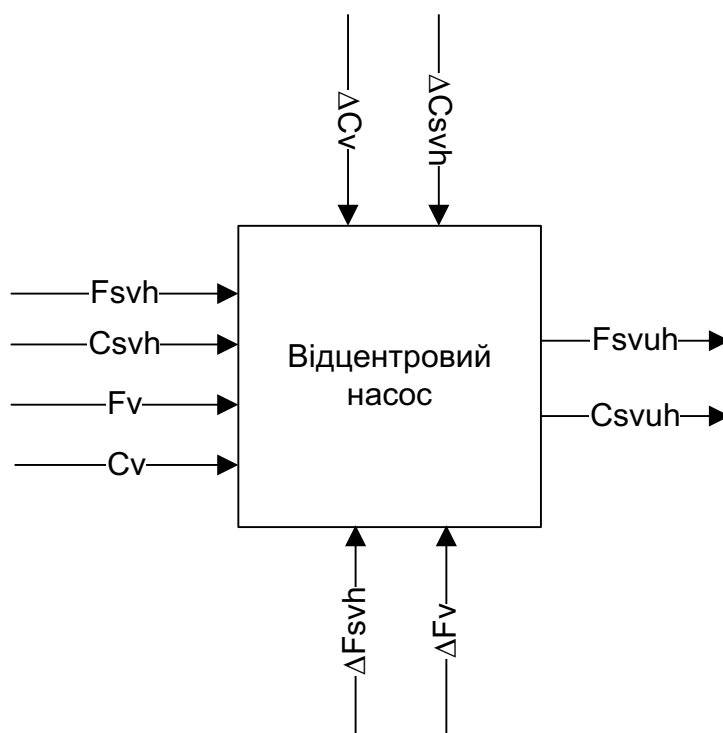 ΔCv
ΔCsvh
Fsvh
Csvh
Fv
Cv
Відцентровий
насос
Fsvuh
Csvuh
ΔFsvh
ΔFv